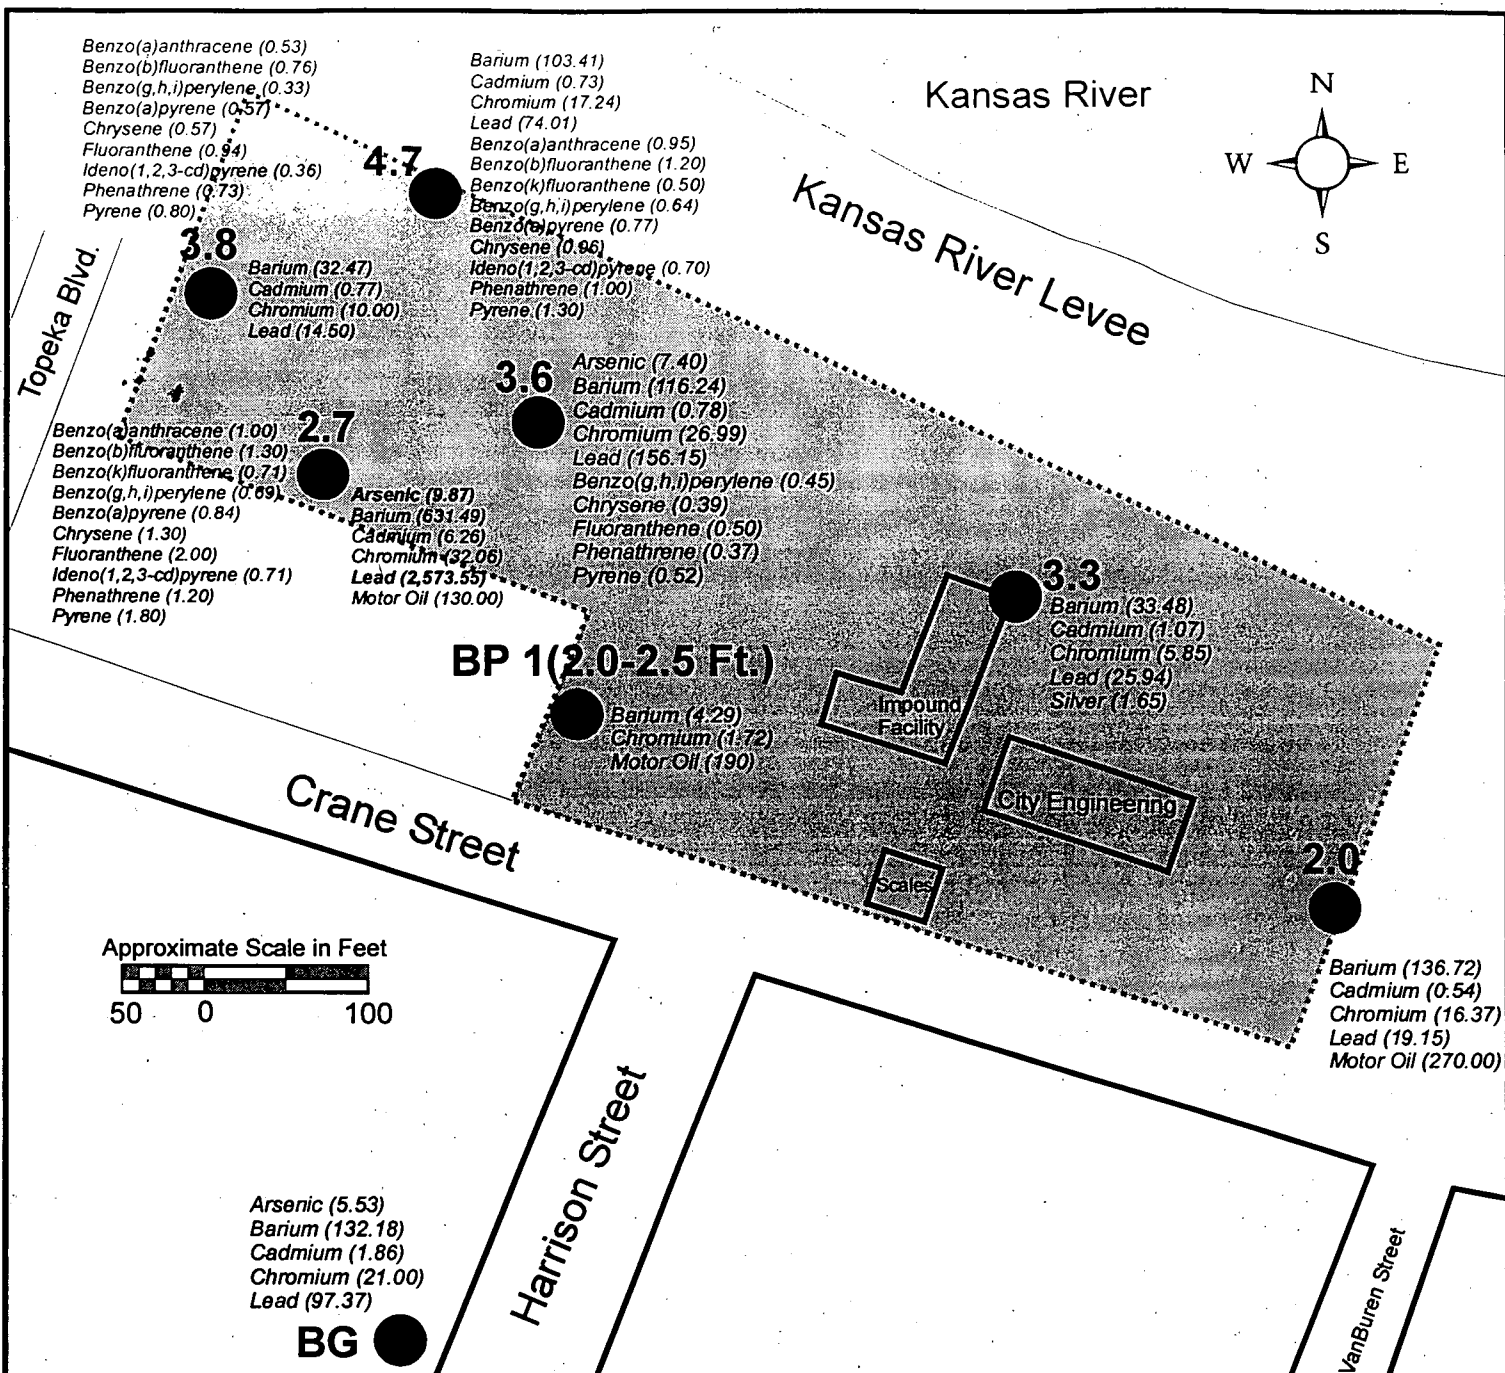 Benzo(a)anthracene (0.53)
Benzo(b)fluoranthene (0.76)
Benzo(g,h,i)perylene (0.33)
Benzo(a)pyrene (0.57)
Chrysene (0.57)
Fluoranthene (0.94)
Ideno(1,2,3-cd)pyrene (0.36)
Phenathrene (0.73)
Pyrene (0.80)
3.8
Barium (32.47)
Cadmium (0.77)
Chromium (10.00)
Lead (14.50)
4.7
Barium (103.41)
Cadmium (0.73)
Chromium (17.24)
Lead (74.01)
Benzo(a)anthracene (0.95)
Benzo(b)fluoranthene (1.20)
Benzo(k)fluoranthene (0.50)
Benzo(g,h,i)perylene (0.64)
Benzo(a)pyrene (0.77)
Chrysene (0.96)
Ideno(1,2,3-cd)pyrene (0.70)
Phenathrene (1.00)
Pyrene (1.30)
Kansas River
Kansas River Levee
N
W
E
S
Topeka Blvd.
3.6
Arsenic (7.40)
Barium (116.24)
Cadmium (0.78)
Chromium (26.99)
Lead (156.15)
Benzo(g,h,i)perylene (0.45)
Chrysene (0.39)
Fluoranthene (0.50)
Phenathrene (0.37)
Pyrene (0.52)
Benzo(a)anthracene (1.00)
Benzo(b)fluoranthene (1.30)
Benzo(k)fluoranthene (0.71)
Benzo(g,h,i)perylene (0.69)
Benzo(a)pyrene (0.84)
Chrysene (1.30)
Fluoranthene (2.00)
Ideno(1,2,3-cd)pyrene (0.71)
Phenathrene (1.20)
Pyrene (1.80)
2.7
Arsenic (9.87)
Barium (631.49)
Cadmium (6.26)
Chromium (32.06)
Lead (2,573.55)
Motor Oil (130.00)
3.3
Barium (33.48)
Cadmium (1.07)
Chromium (5.85)
Lead (25.94)
Silver (1.65)
BP 1(2.0-2.5 Ft.)
Barium (4.29)
Chromium (1.72)
Motor Oil (190)
Impound
Facility
City Engineering
Scales
2.0
Barium (136.72)
Cadmium (0.54)
Chromium (16.37)
Lead (19.15)
Motor Oil (270.00)
Crane Street
Approximate Scale in Feet
50 0 100
Harrison Street
VanBuren Street
Arsenic (5.53)
Barium (132.18)
Cadmium (1.86)
Chromium (21.00)
Lead (97.37)
BG